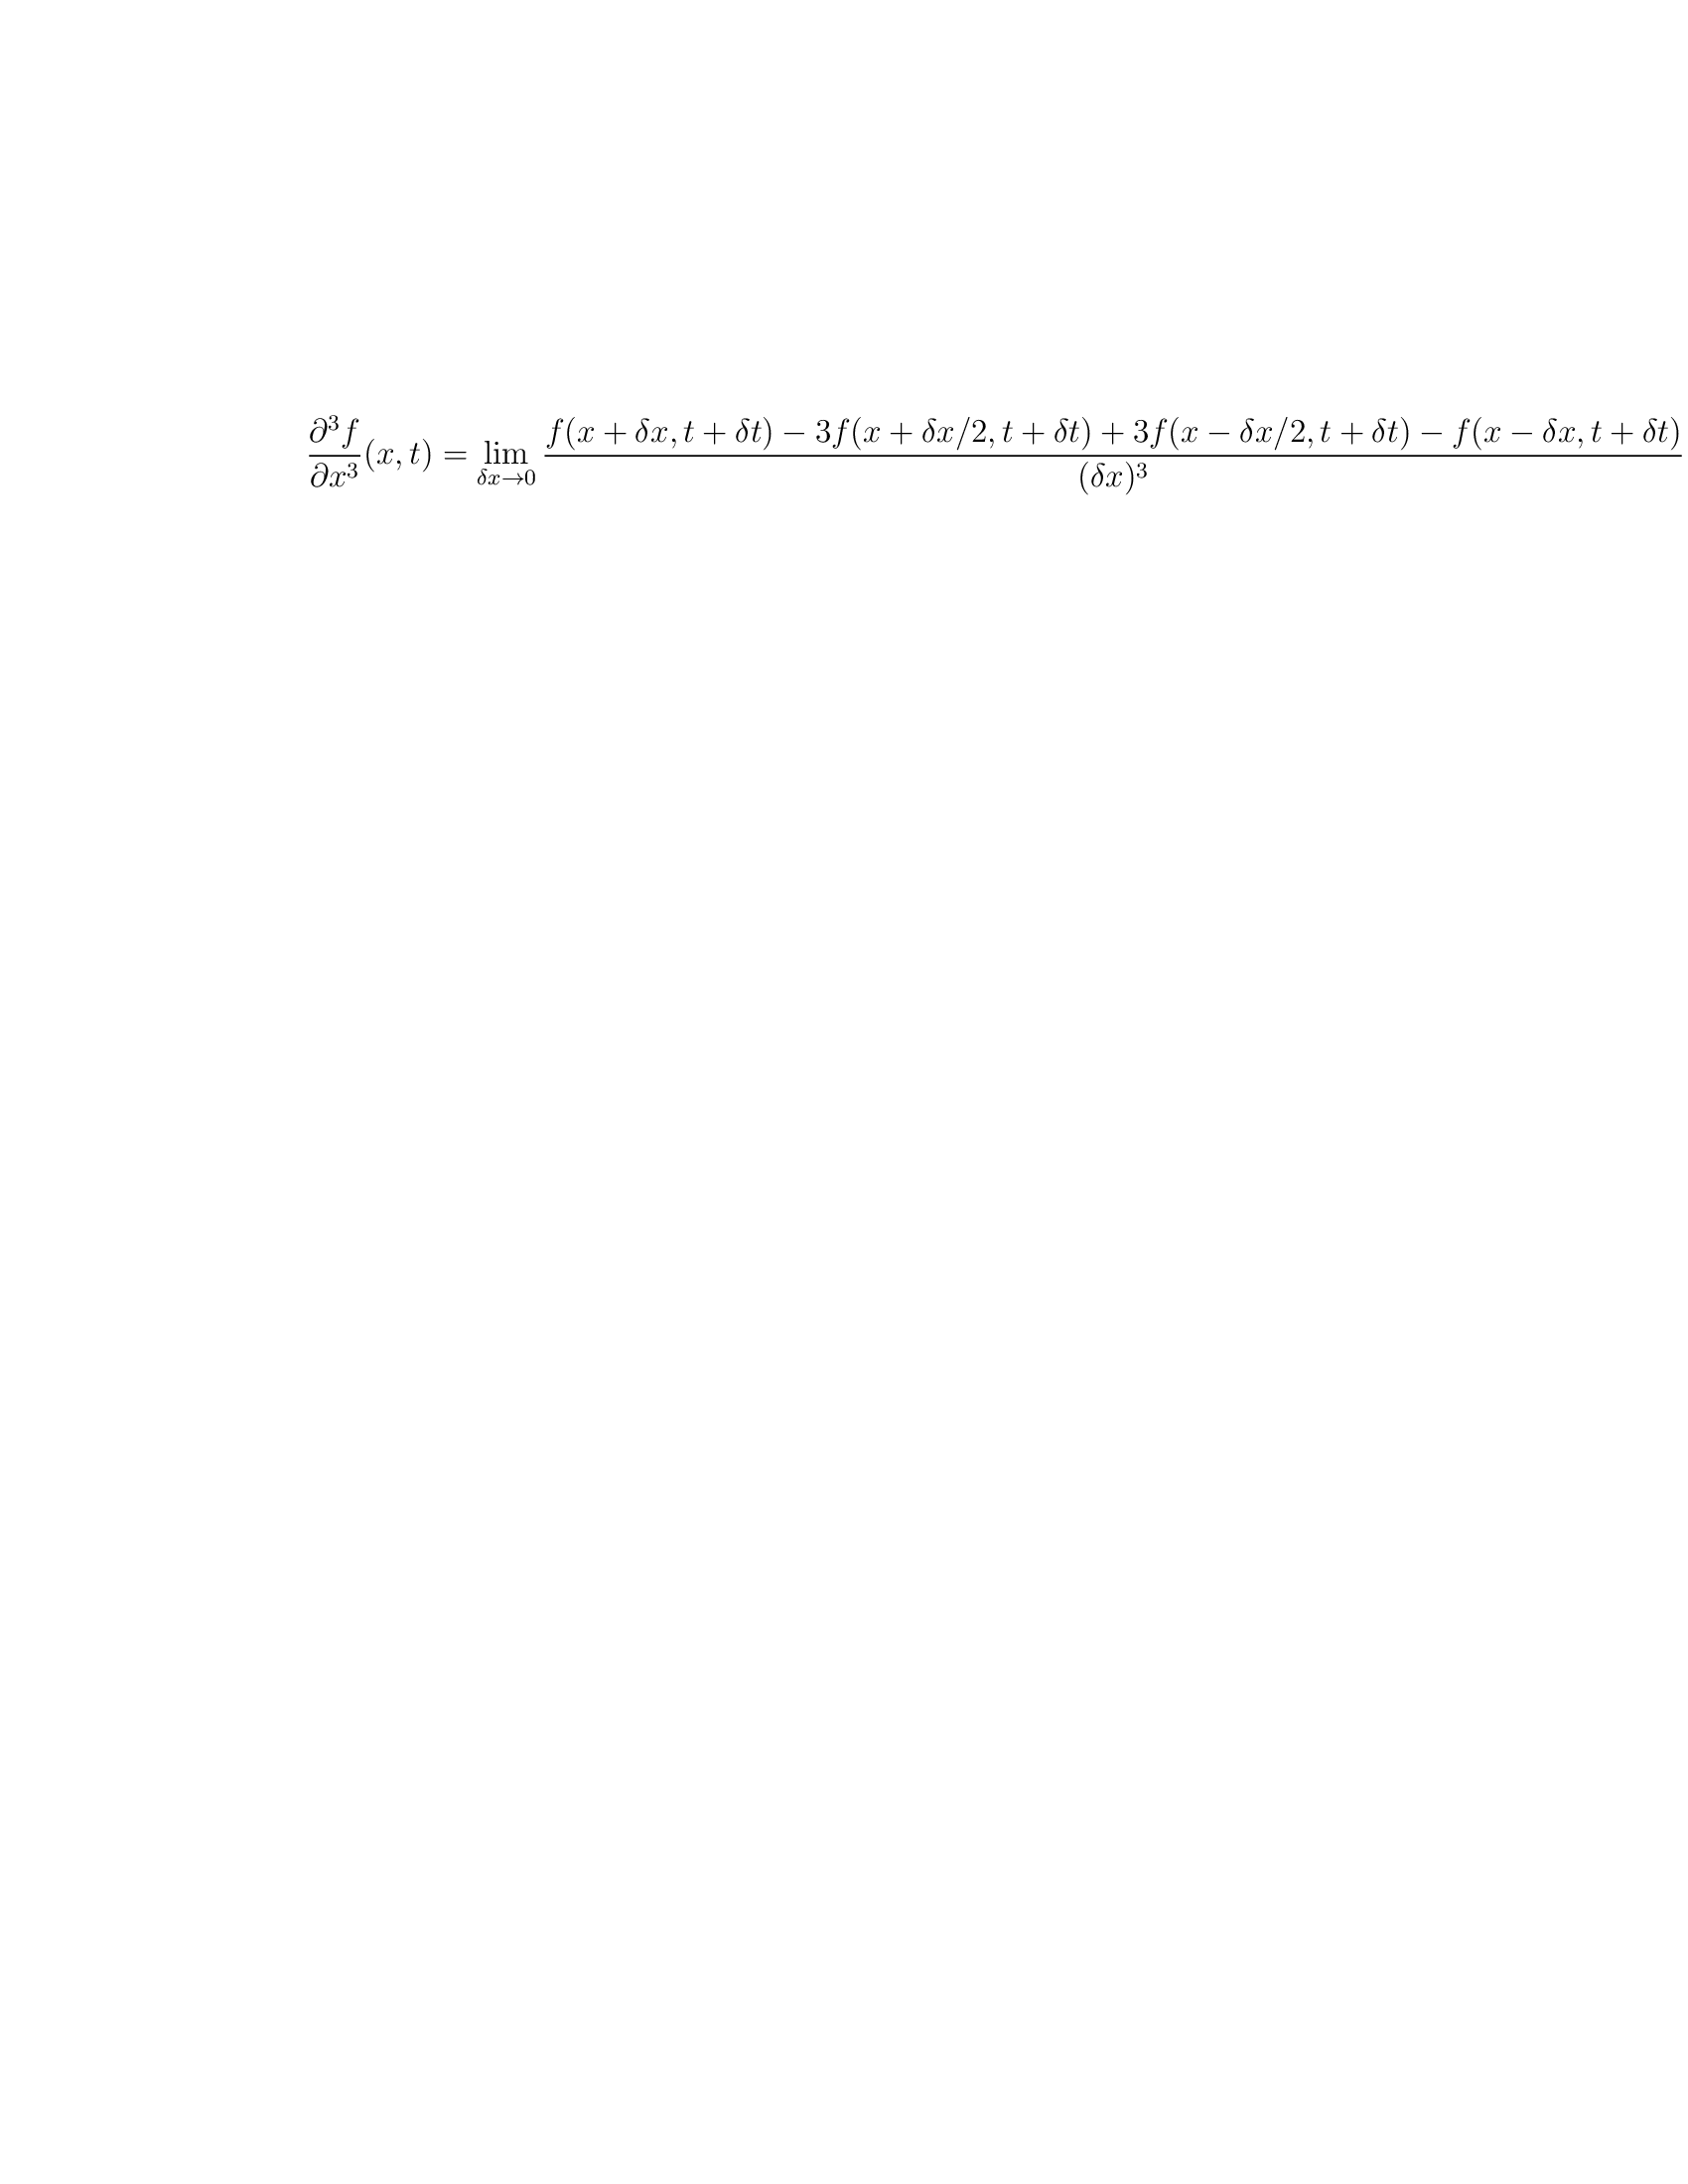 \frac{\partial^3 f}{\partial x^3}(x, t) = \lim_{\delta x \to 0} \frac{f(x + \delta x, t + \delta t) - 3f(x + \delta x/2, t + \delta t) + 3f(x - \delta x/2, t + \delta t) - f(x - \delta x, t + \delta t)}{(\delta x)^3}